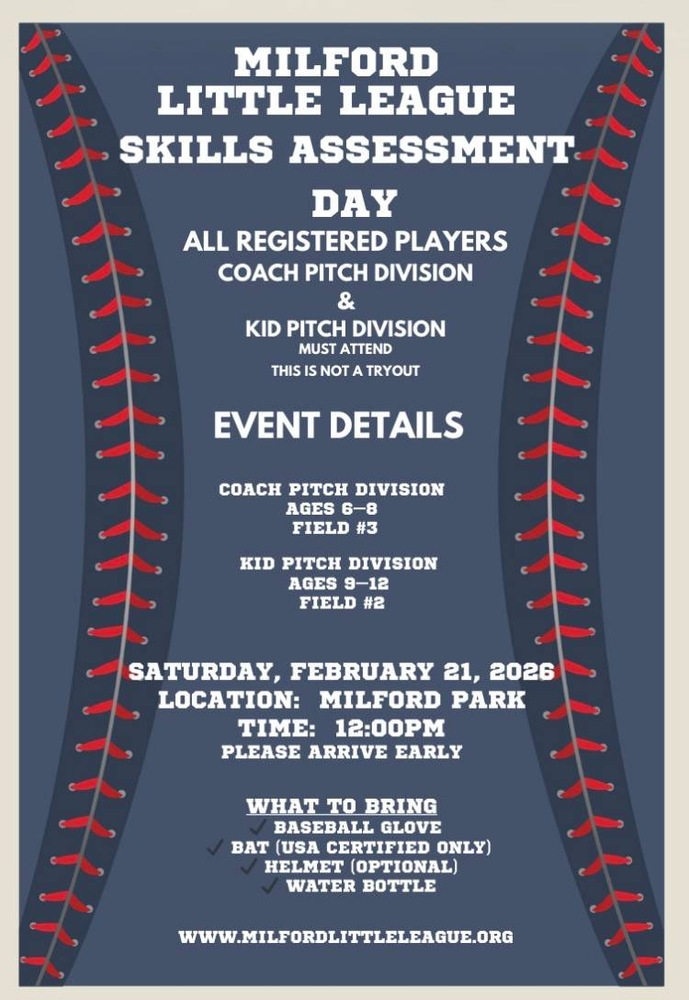 MILFORD
LITTLE LEAGUE
SKILLS ASSESSMENT
DAY
ALL REGISTERED PLAYERS
COACH PITCH DIVISION
&
KID PITCH DIVISION
MUST ATTEND
THIS IS NOT A TRYOUT
EVENT DETAILS
COACH PITCH DIVISION
AGES 6–8
FIELD #3
KID PITCH DIVISION
AGES 9–12
FIELD #2
SATURDAY, FEBRUARY 21, 2026
LOCATION: MILFORD PARK
TIME: 12:00PM
PLEASE ARRIVE EARLY
WHAT TO BRING
✓ BASEBALL GLOVE
✓ BAT (USA CERTIFIED ONLY)
✓ HELMET (OPTIONAL)
✓ WATER BOTTLE
WWW.MILFORDLITTLELEAGUE.ORG